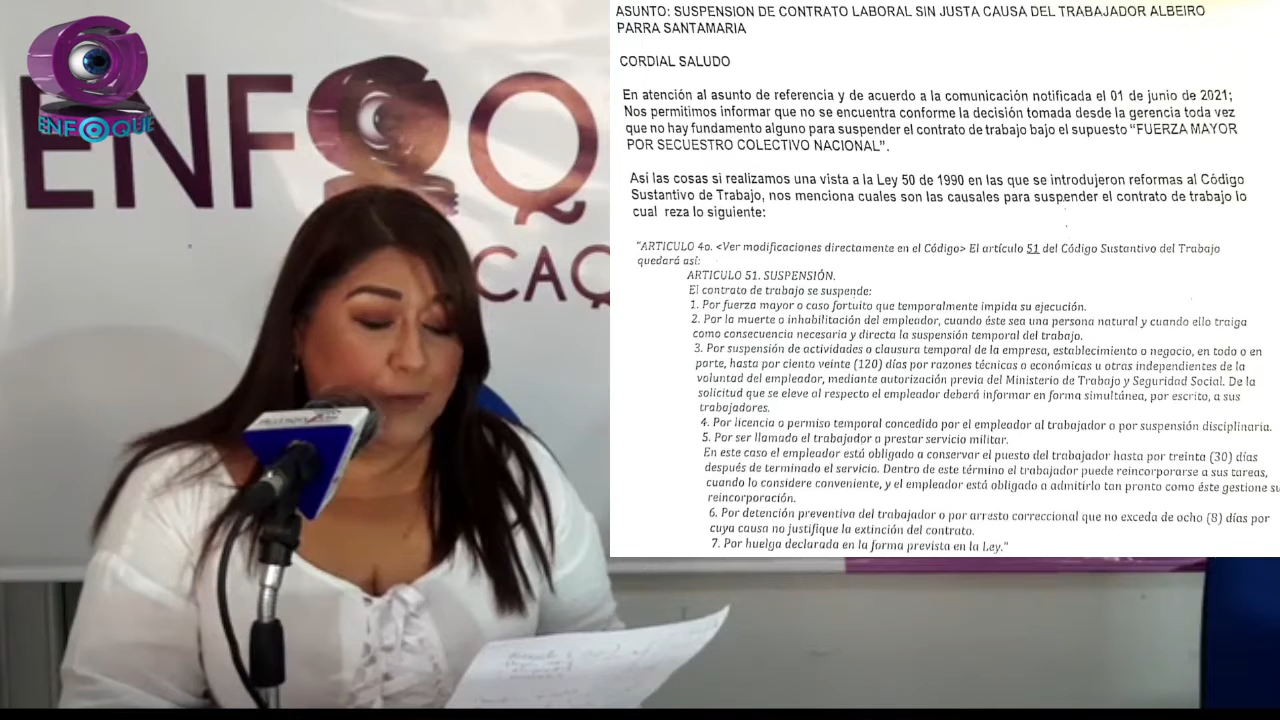 ENFOQUE
ENFOQ
CAQ
ASUNTO: SUSPENSION DE CONTRATO LABORAL SIN JUSTA CAUSA DEL TRABAJADOR ALBEIRO
PARRA SANTAMARIA
CORDIAL SALUDO
En atención al asunto de referencia y de acuerdo a la comunicación notificada el 01 de junio de 2021;
Nos permitimos informar que no se encuentra conforme la decisión tomada desde la gerencia toda vez
que no hay fundamento alguno para suspender el contrato de trabajo bajo el supuesto “FUERZA MAYOR
POR SECUESTRO COLECTIVO NACIONAL”.
Asi las cosas si realizamos una vista a la Ley 50 de 1990 en las que se introdujeron reformas al Código
Sustantivo de Trabajo, nos menciona cuales son las causales para suspender el contrato de trabajo lo
cual reza lo siguiente:
"ARTICULO 4o. <Ver modificaciones directamente en el Código> El artículo 51 del Código Sustantivo del Trabajo
quedará así:
ARTICULO 51. SUSPENSIÓN.
El contrato de trabajo se suspende:
1. Por fuerza mayor o caso fortuito que temporalmente impida su ejecución.
2. Por la muerte o inhabilitación del empleador, cuando éste sea una persona natural y cuando ello traiga
como consecuencia necesaria y directa la suspensión temporal del trabajo.
3. Por suspensión de actividades o clausura temporal de la empresa, establecimiento o negocio, en todo o en
parte, hasta por ciento veinte (120) días por razones técnicas o económicas u otras independientes de la
voluntad del empleador, mediante autorización previa del Ministerio de Trabajo y Seguridad Social. De la
solicitud que se eleve al respecto el empleador deberá informar en forma simultánea, por escrito, a sus
trabajadores.
4. Por licencia o permiso temporal concedido por el empleador al trabajador o por suspensión disciplinaria.
5. Por ser llamado el trabajador a prestar servicio militar.
En este caso el empleador está obligado a conservar el puesto del trabajador hasta por treinta (30) días
después de terminado el servicio. Dentro de este término el trabajador puede reincorporarse a sus tareas,
cuando lo considere conveniente, y el empleador está obligado a admitirlo tan pronto como éste gestione su
reincorporación.
6. Por detención preventiva del trabajador o por arresto correccional que no exceda de ocho (8) días por
cuya causa no justifique la extinción del contrato.
7. Por huelga declarada en la forma prevista en la Ley."